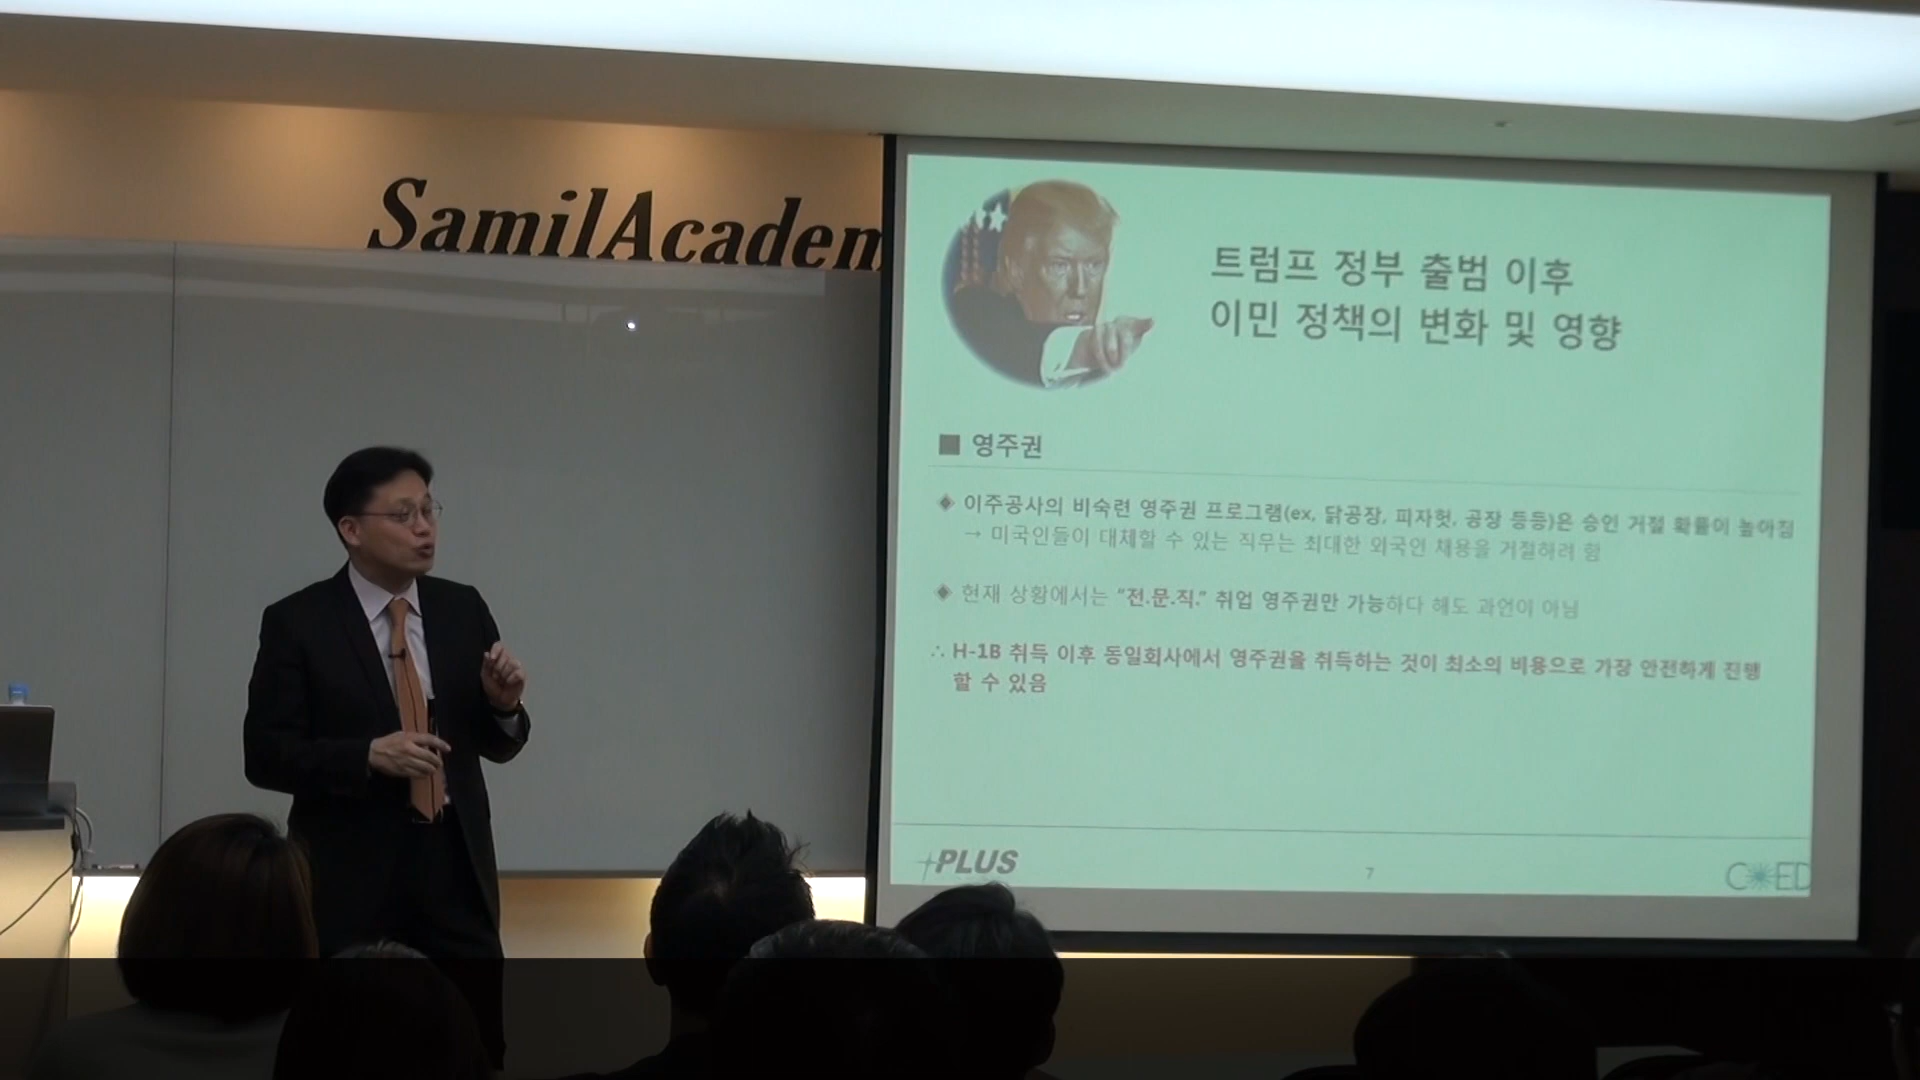 SamilAcadem
트럼프 정부 출범 이후
이민 정책의 변화 및 영향
■ 영주권
◈ 이주공사의 비숙련 영주권 프로그램(ex, 닭공장, 피자헛, 공장 등등)은 승인 거절 확률이 높아짐
→ 미국인들이 대체할 수 있는 직무는 최대한 외국인 채용을 거절하려 함
◈ 현재 상황에서는 "전.문.직." 취업 영주권만 가능하다 해도 과언이 아님
∴ H-1B 취득 이후 동일회사에서 영주권을 취득하는 것이 최소의 비용으로 가장 안전하게 진행
할 수 있음
PLUS
7
COED